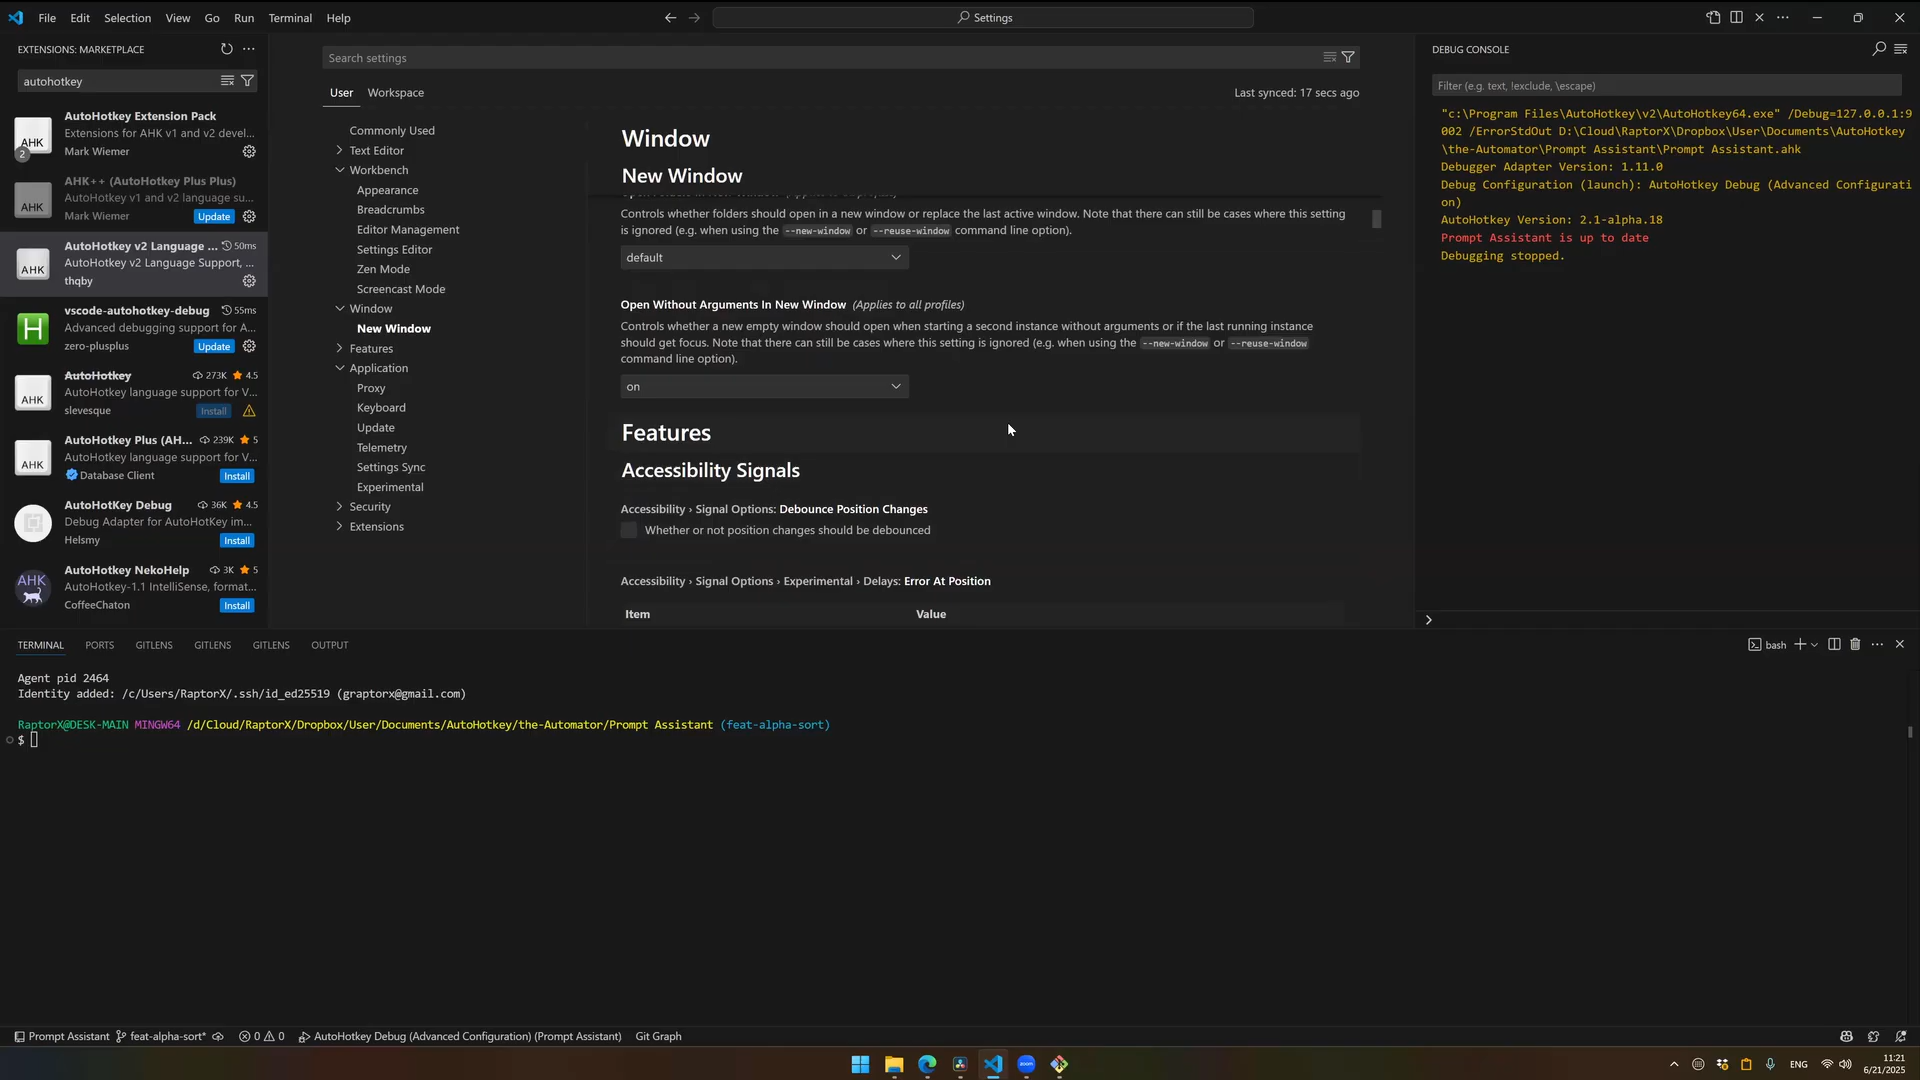 File Edit Selection View Go Run Terminal Help
Settings
EXTENSIONS: MARKETPLACE
autohotkey
AutoHotkey Extension Pack
Extensions for AHK v1 and v2 devel...
Mark Wiemer
AHK
2
AHK++ (AutoHotkey Plus Plus)
AutoHotkey v1 and v2 language su...
Mark Wiemer Update
AHK
AutoHotkey v2 Language ... 50ms
AutoHotkey v2 Language Support, ...
thqby
AHK
vscode-autohotkey-debug 55ms
Advanced debugging support for A...
zero-plusplus Update
H
AutoHotkey 273K 4.5
AutoHotkey language support for V...
slevesque Install
AHK
AutoHotkey Plus (AH... 239K 5
AutoHotkey language support for V...
Database Client Install
AHK
AutoHotKey Debug 36K 4.5
Debug Adapter for AutoHotKey im...
Helsmy Install
AutoHotkey NekoHelp 3K 5
AutoHotkey-1.1 IntelliSense, format...
CoffeeChaton Install
AHK
Search settings
User Workspace
Last synced: 17 secs ago
Commonly Used
Text Editor
Workbench
Appearance
Breadcrumbs
Editor Management
Settings Editor
Zen Mode
Screencast Mode
Window
New Window
Features
Application
Proxy
Keyboard
Update
Telemetry
Settings Sync
Experimental
Security
Extensions
Window
New Window
Controls whether folders should open in a new window or replace the last active window. Note that there can still be cases where this setting
is ignored (e.g. when using the --new-window or --reuse-window command line option).
default
Open Without Arguments In New Window (Applies to all profiles)
Controls whether a new empty window should open when starting a second instance without arguments or if the last running instance
should get focus. Note that there can still be cases where this setting is ignored (e.g. when using the --new-window or --reuse-window
command line option).
on
Features
Accessibility Signals
Accessibility › Signal Options: Debounce Position Changes
Whether or not position changes should be debounced
Accessibility › Signal Options › Experimental › Delays: Error At Position
Item Value
DEBUG CONSOLE
Filter (e.g. text, !exclude, \escape)
"c:\Program Files\AutoHotkey\v2\AutoHotkey64.exe" /Debug=127.0.0.1:9
002 /ErrorStdOut D:\Cloud\RaptorX\Dropbox\User\Documents\AutoHotkey
\the-Automator\Prompt Assistant\Prompt Assistant.ahk
Debugger Adapter Version: 1.11.0
Debug Configuration (launch): AutoHotkey Debug (Advanced Configurati
on)
AutoHotkey Version: 2.1-alpha.18
Prompt Assistant is up to date
Debugging stopped.
TERMINAL PORTS GITLENS GITLENS GITLENS OUTPUT
bash
Agent pid 2464
Identity added: /c/Users/RaptorX/.ssh/id_ed25519 (graptorx@gmail.com)
RaptorX@DESK-MAIN MINGW64 /d/Cloud/RaptorX/Dropbox/User/Documents/AutoHotkey/the-Automator/Prompt Assistant (feat-alpha-sort)
$
Prompt Assistant feat-alpha-sort* 0 0 AutoHotkey Debug (Advanced Configuration) (Prompt Assistant) Git Graph
zoom
ENG
11:21
6/21/2025